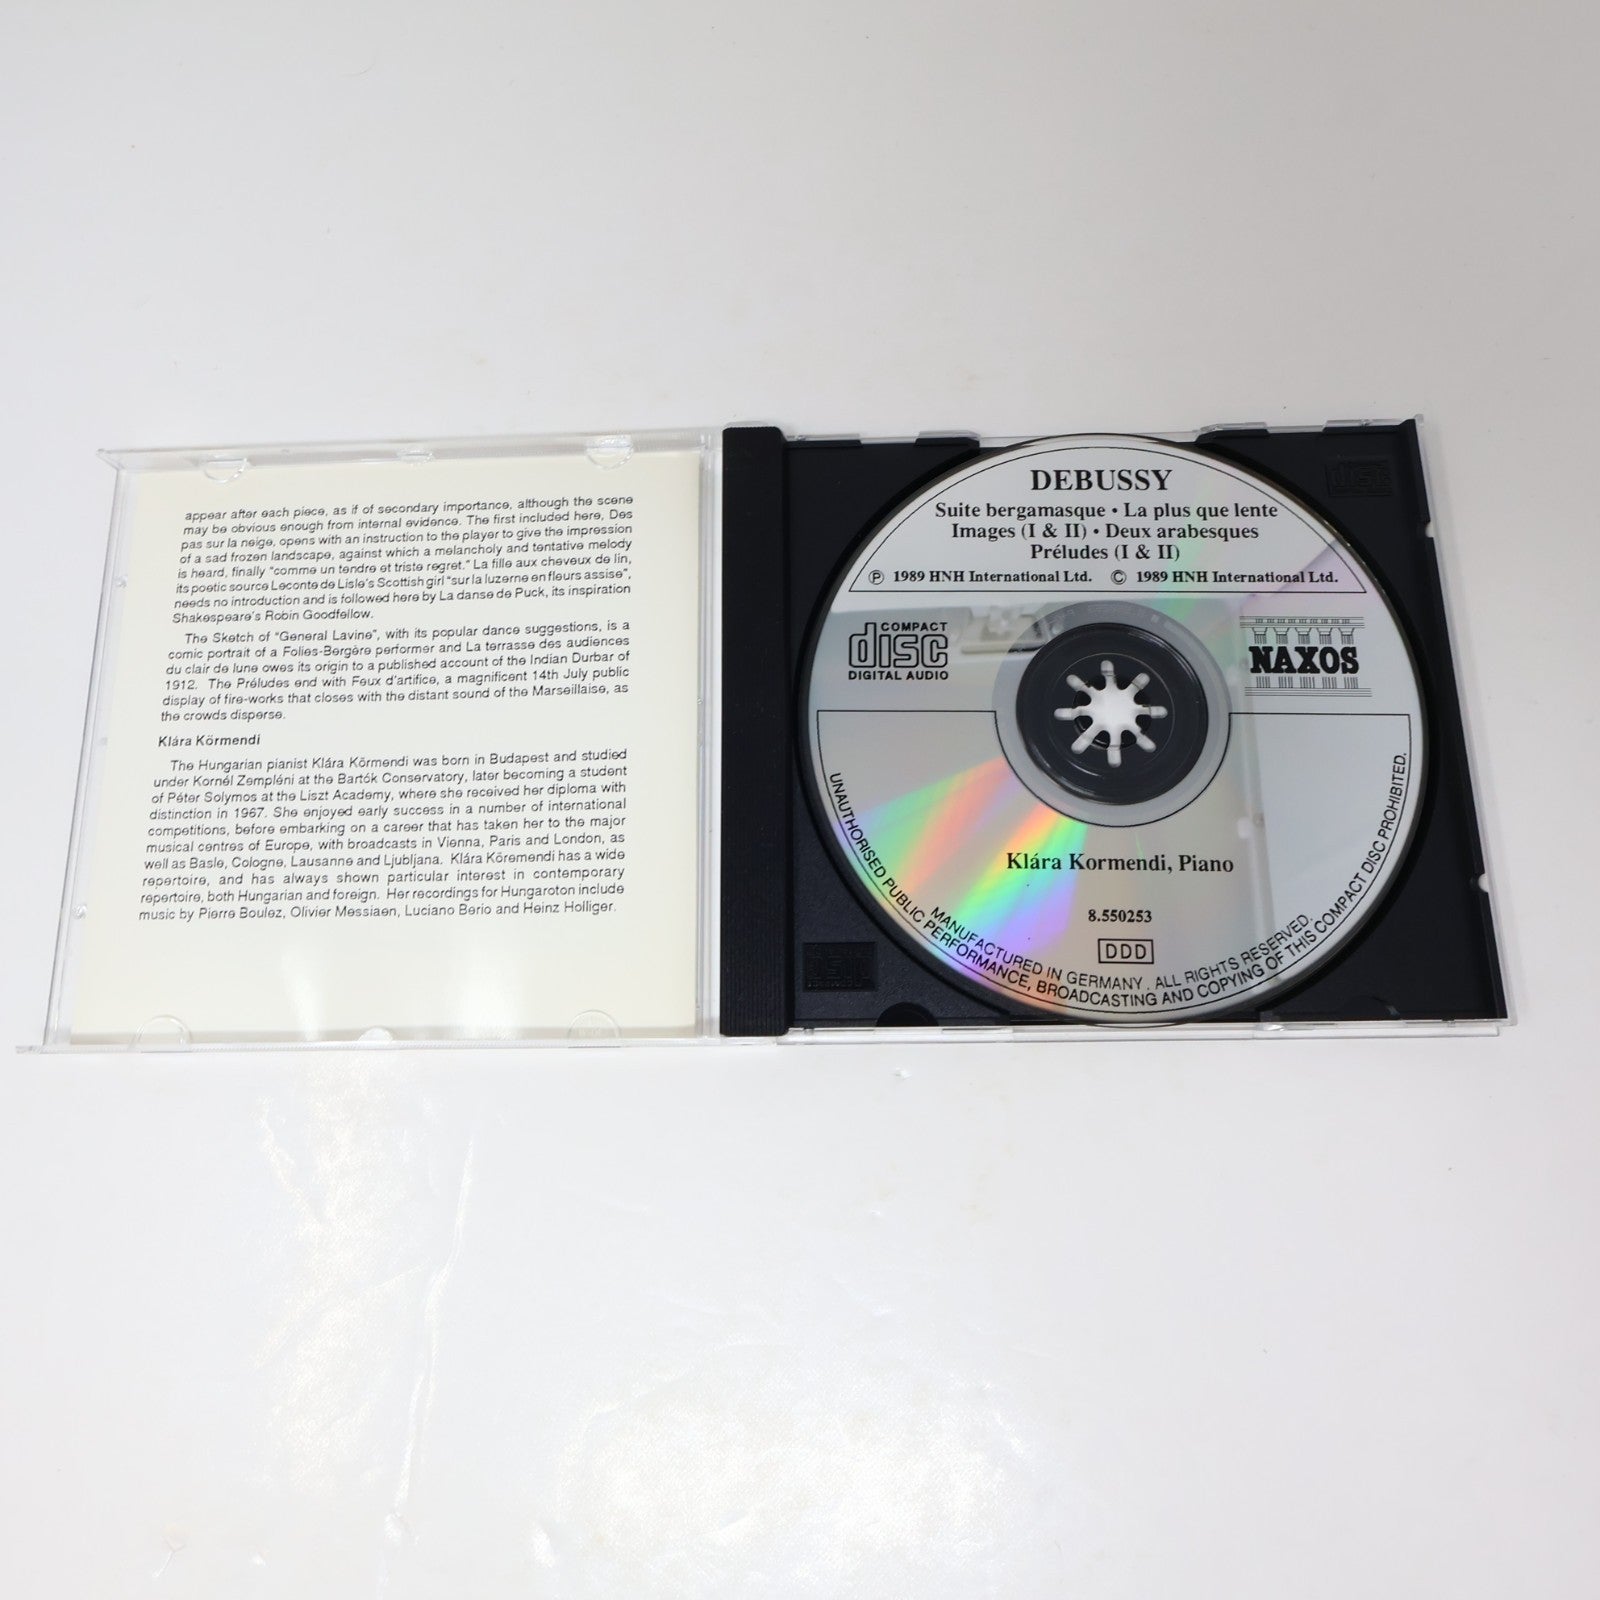 appear after each piece, as if of secondary importance, although the scene
may be obvious enough from internal evidence. The first included here, Des
pas sur la neige, opens with an instruction to the player to give the impression
of a sad frozen landscape, against which a melancholy and tentative melody
is heard, finally "comme un tendre et triste regret." La fille aux cheveux de lin,
its poetic source Leconte de Lisle's Scottish girl "sur la luzerne en fleurs assise",
needs no introduction and is followed here by La danse de Puck, its inspiration
Shakespeare's Robin Goodfellow.
The Sketch of "General Lavine", with its popular dance suggestions, is a
comic portrait of a Folies-Bergère performer and La terrasse des audiences
du clair de lune owes its origin to a published account of the Indian Durbar of
1912. The Préludes end with Feux d'artifice, a magnificent 14th July public
display of fire-works that closes with the distant sound of the Marseillaise, as
the crowds disperse.
Klára Körmendi
The Hungarian pianist Klára Körmendi was born in Budapest and studied
under Kornél Zempléni at the Bartók Conservatory, later becoming a student
of Péter Solymos at the Liszt Academy, where she received her diploma with
distinction in 1967. She enjoyed early success in a number of international
competitions, before embarking on a career that has taken her to the major
musical centres of Europe, with broadcasts in Vienna, Paris and London, as
well as Basle, Cologne, Lausanne and Ljubljana. Klára Köremendi has a wide
repertoire, and has always shown particular interest in contemporary
repertoire, both Hungarian and foreign. Her recordings for Hungaroton include
music by Pierre Boulez, Olivier Messiaen, Luciano Berio and Heinz Holliger.
DEBUSSY
Suite bergamasque • La plus que lente
Images (I & II) • Deux arabesques
Préludes (I & II)
℗ 1989 HNH International Ltd. © 1989 HNH International Ltd.
COMPACT
disc
DIGITAL AUDIO
NAXOS
Klára Kormendi, Piano
8.550253
DDD
MANUFACTURED IN GERMANY . ALL RIGHTS RESERVED.
UNAUTHORISED PUBLIC PERFORMANCE, BROADCASTING AND COPYING OF THIS COMPACT DISC PROHIBITED.
disc